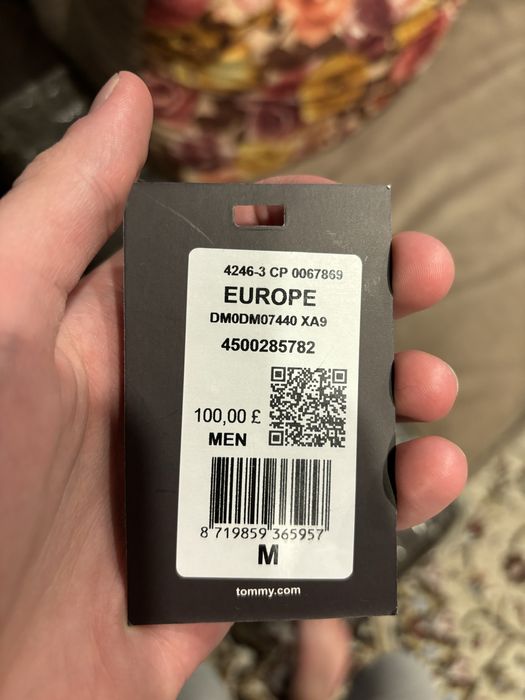 4246-3 CP 0067869
EUROPE
DM0DM07440 XA9
4500285782
100,00 £
MEN
8 719859 365957
M
tommy.com